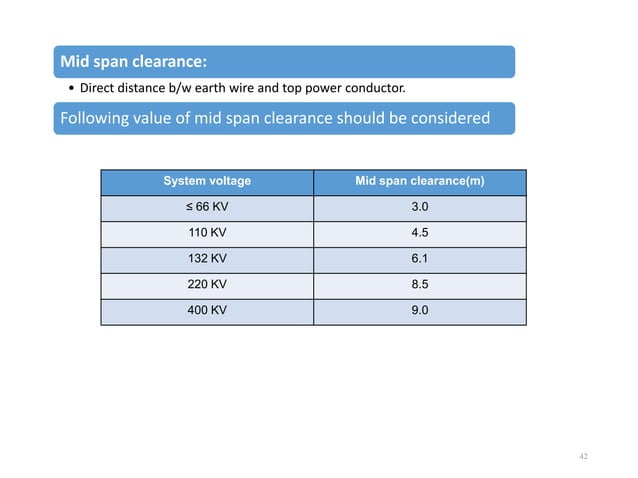 Mid span clearance:
• Direct distance b/w earth wire and top power conductor.
Following value of mid span clearance should be considered
System voltage Mid span clearance(m)
≤ 66 KV 3.0
110 KV 4.5
132 KV 6.1
220 KV 8.5
400 KV 9.0
42